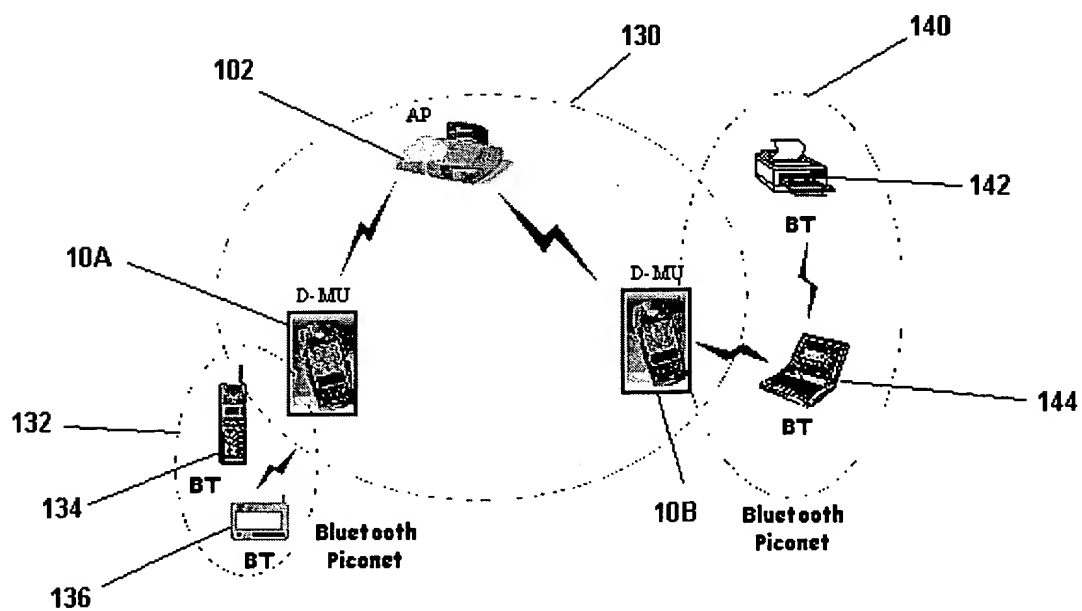 130
140
102
AP
142
BT
10A
D-MU
D-MU
132
BT
144
134
BT
10B
Bluetooth
Piconet
Bluetooth
Piconet
BT
136